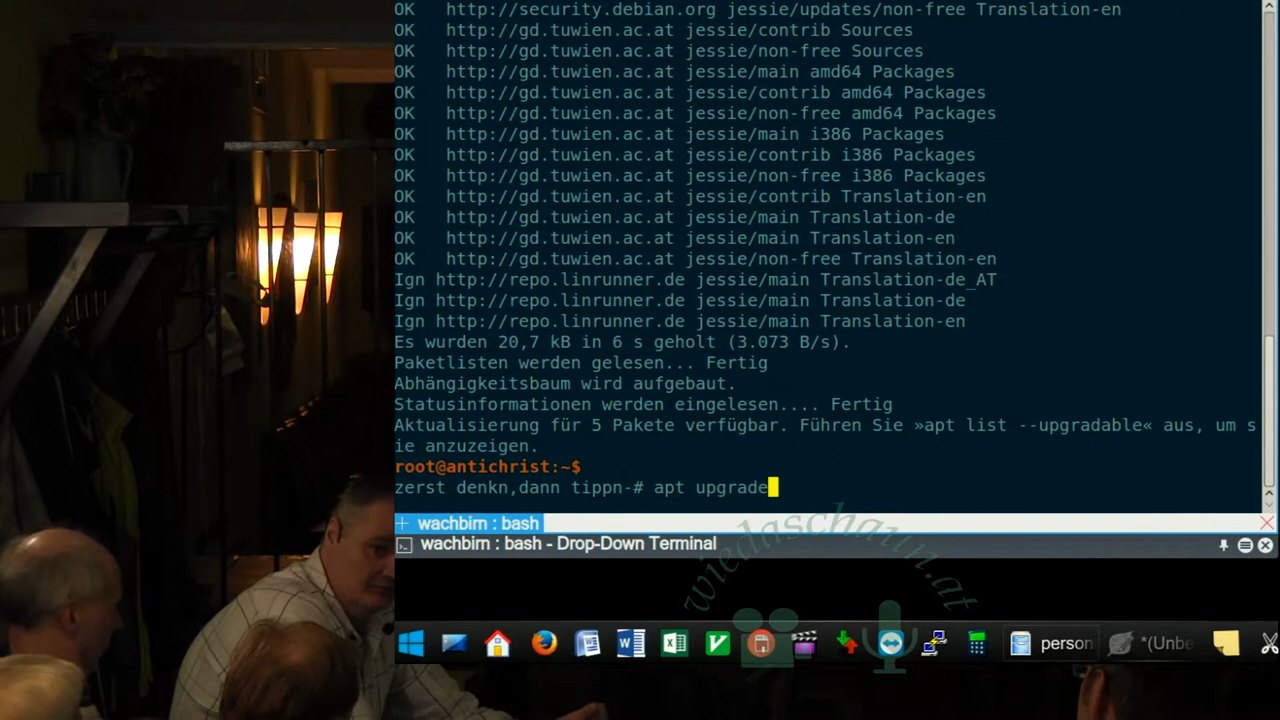 OK   http://security.debian.org jessie/updates/non-free Translation-en
OK   http://gd.tuwien.ac.at jessie/contrib Sources
OK   http://gd.tuwien.ac.at jessie/non-free Sources
OK   http://gd.tuwien.ac.at jessie/main amd64 Packages
OK   http://gd.tuwien.ac.at jessie/contrib amd64 Packages
OK   http://gd.tuwien.ac.at jessie/non-free amd64 Packages
OK   http://gd.tuwien.ac.at jessie/main i386 Packages
OK   http://gd.tuwien.ac.at jessie/contrib i386 Packages
OK   http://gd.tuwien.ac.at jessie/non-free i386 Packages
OK   http://gd.tuwien.ac.at jessie/contrib Translation-en
OK   http://gd.tuwien.ac.at jessie/main Translation-de
OK   http://gd.tuwien.ac.at jessie/main Translation-en
OK   http://gd.tuwien.ac.at jessie/non-free Translation-en
Ign http://repo.linrunner.de jessie/main Translation-de_AT
Ign http://repo.linrunner.de jessie/main Translation-de
Ign http://repo.linrunner.de jessie/main Translation-en
Es wurden 20,7 kB in 6 s geholt (3.073 B/s).
Paketlisten werden gelesen... Fertig
Abhängigkeitsbaum wird aufgebaut.
Statusinformationen werden eingelesen.... Fertig
Aktualisierung für 5 Pakete verfügbar. Führen Sie »apt list --upgradable« aus, um s
ie anzuzeigen.
root@antichrist:~$
zerst denkn,dann tippn-# apt upgrade
wachbirn : bash
wachbirn : bash - Drop-Down Terminal
wiedaschaun.at
person
*(Unbe